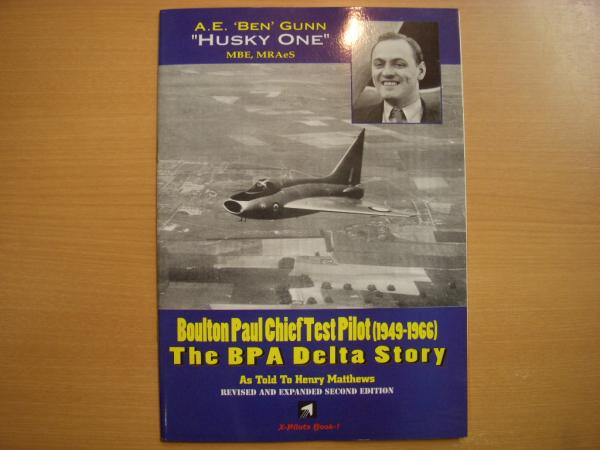 A.E. 'BEN' GUNN
"HUSKY ONE"
MBE, MRAeS
Boulton Paul Chief Test Pilot (1949-1966)
The BPA Delta Story
As Told To Henry Matthews
REVISED AND EXPANDED SECOND EDITION
X-Pilots Book-1